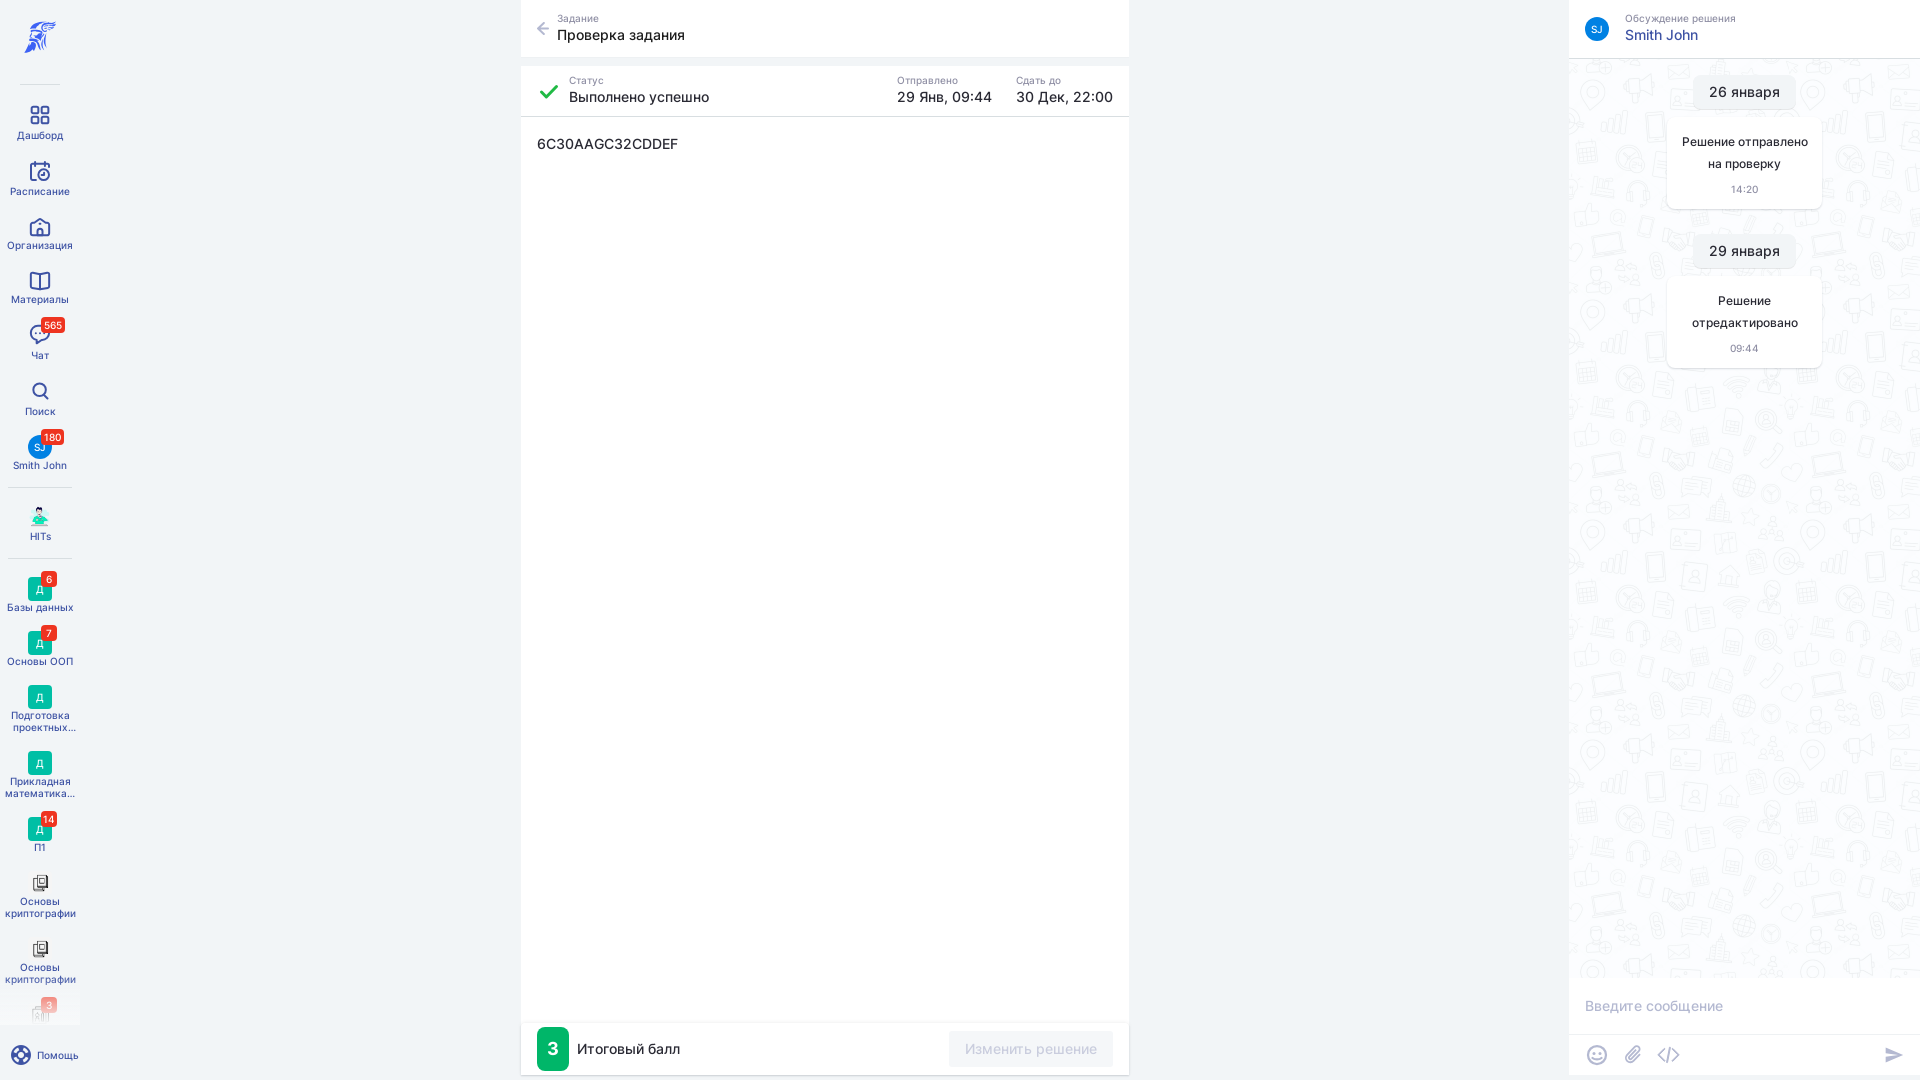 Дашборд
Расписание
Организация
Материалы
565
Чат
Поиск
180
SJ
Smith John
HITs
6
Д
Базы данных
7
Д
Основы ООП
Д
Подготовка
проектных...
Д
Прикладная
математика...
14
Д
П1
Основы
криптографии
Основы
криптографии
3
Помощь
Задание
Проверка задания
Статус
Выполнено успешно
Отправлено
29 Янв, 09:44
Сдать до
30 Дек, 22:00
6C30AAGC32CDDEF
3
Итоговый балл
Изменить решение
SJ
Обсуждение решения
Smith John
26 января
Решение отправлено
на проверку
14:20
29 января
Решение
отредактировано
09:44
Введите сообщение